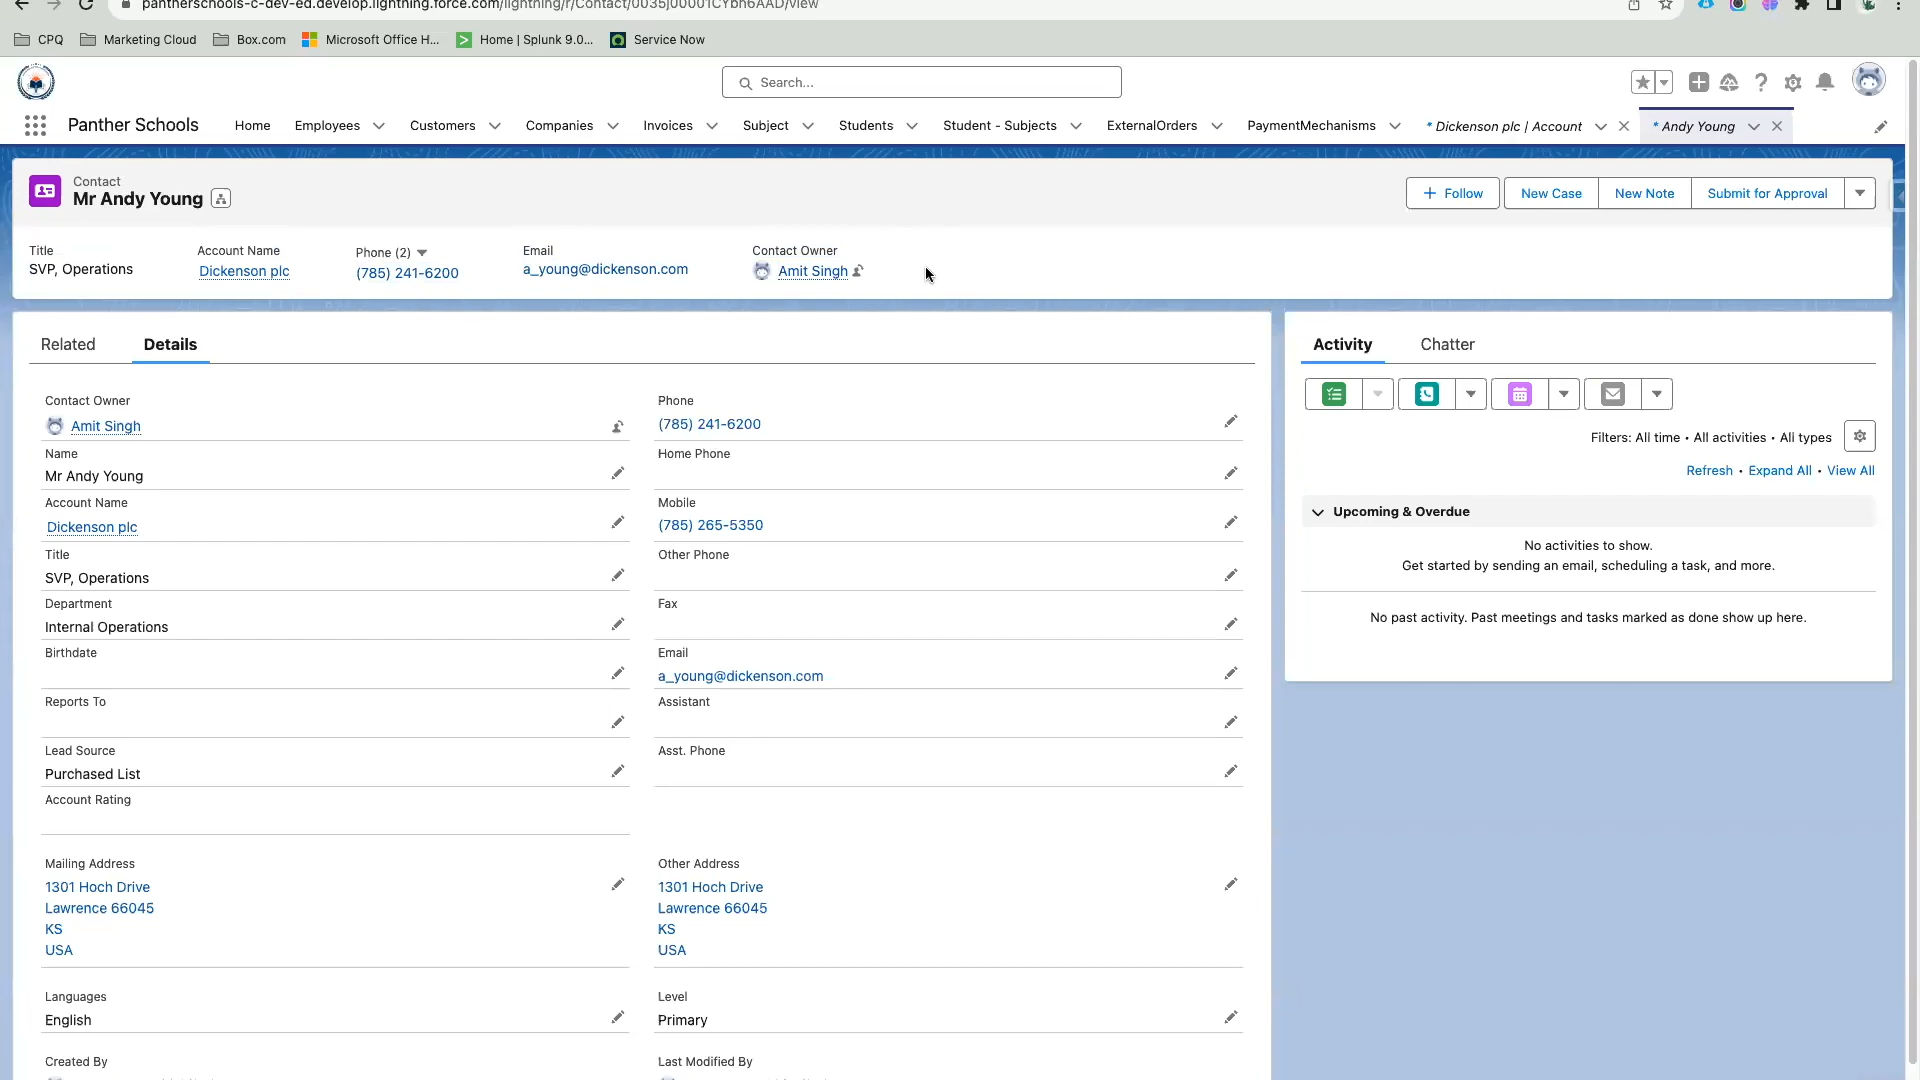 pantherschools-c-dev-ed.develop.lightning.force.com/lightning/r/Contact/0035j00001CYbh6AAD/view
CPQ
Marketing Cloud
Box.com
Microsoft Office H...
Home | Splunk 9.0...
Service Now
Search...
Panther Schools
Home
Employees
Customers
Companies
Invoices
Subject
Students
Student - Subjects
ExternalOrders
PaymentMechanisms
* Dickenson plc | Account
* Andy Young
Contact
Mr Andy Young
+ Follow
New Case
New Note
Submit for Approval
Title
SVP, Operations
Account Name
Dickenson plc
Phone (2)
(785) 241-6200
Email
a_young@dickenson.com
Contact Owner
Amit Singh
Related
Details
Contact Owner
Amit Singh
Name
Mr Andy Young
Account Name
Dickenson plc
Title
SVP, Operations
Department
Internal Operations
Birthdate
Reports To
Lead Source
Purchased List
Account Rating
Mailing Address
1301 Hoch Drive
Lawrence 66045
KS
USA
Languages
English
Created By
Phone
(785) 241-6200
Home Phone
Mobile
(785) 265-5350
Other Phone
Fax
Email
a_young@dickenson.com
Assistant
Asst. Phone
Other Address
1301 Hoch Drive
Lawrence 66045
KS
USA
Level
Primary
Last Modified By
Activity
Chatter
Filters: All time • All activities • All types
Refresh • Expand All • View All
Upcoming & Overdue
No activities to show.
Get started by sending an email, scheduling a task, and more.
No past activity. Past meetings and tasks marked as done show up here.